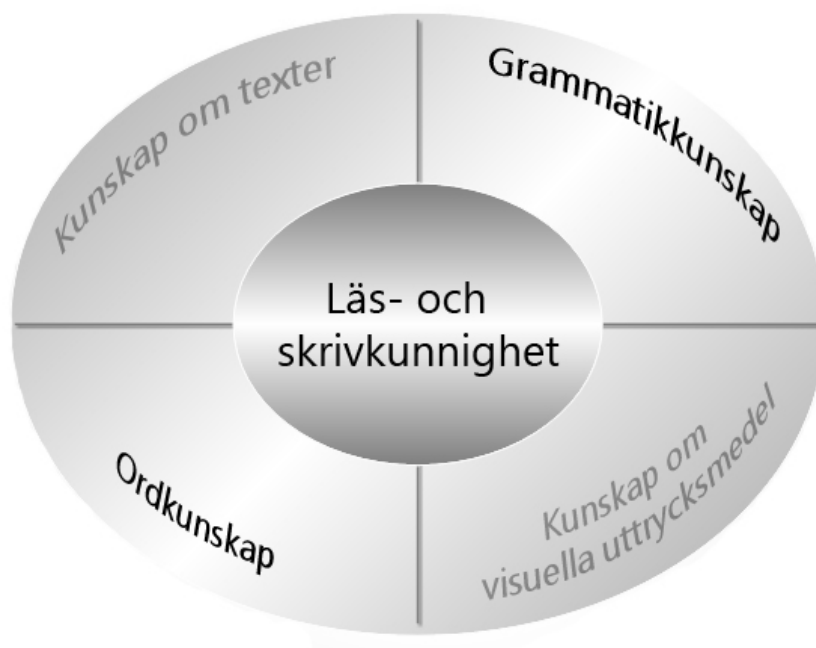 Kunskap om texter
Grammatikkunskap
Läs- och
skrivkunnighet
Ordkunskap
Kunskap om
visuella uttrycksmedel